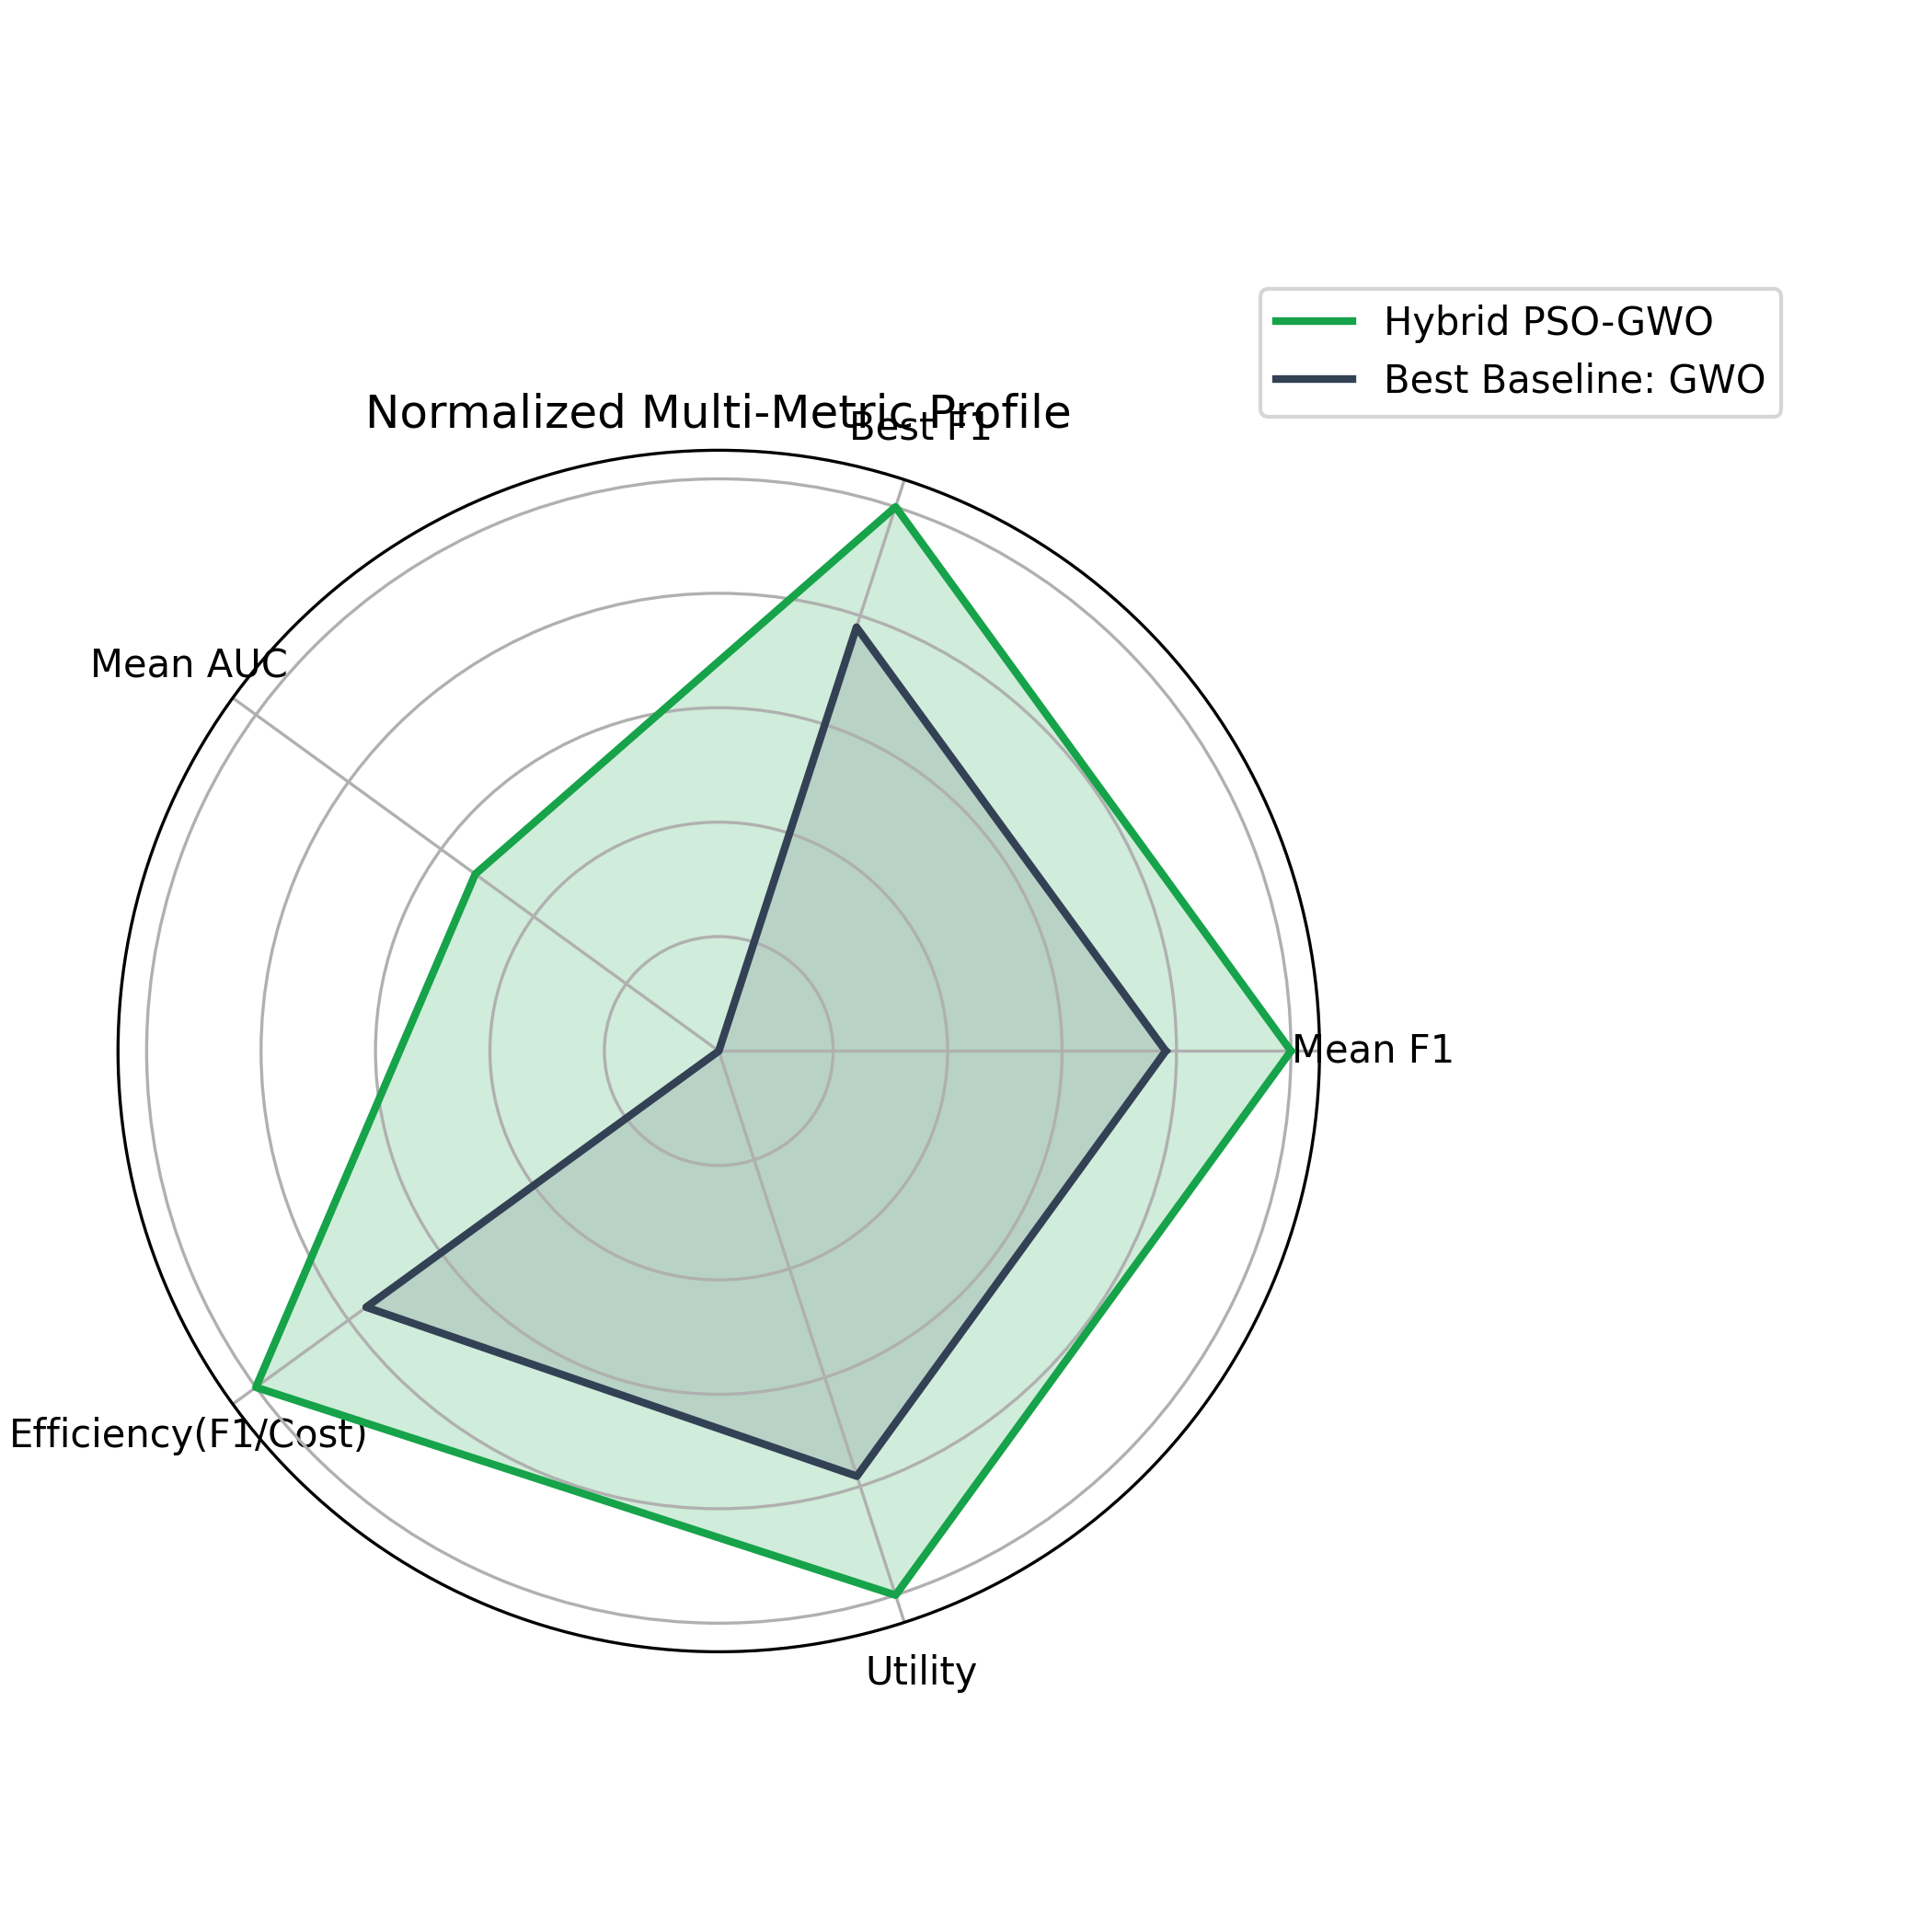 Hybrid PSO-GWO
Best Baseline: GWO
Normalized Multi-Metric Profile
Best F1
Mean AUC
Mean F1
Efficiency(F1/Cost)
Utility